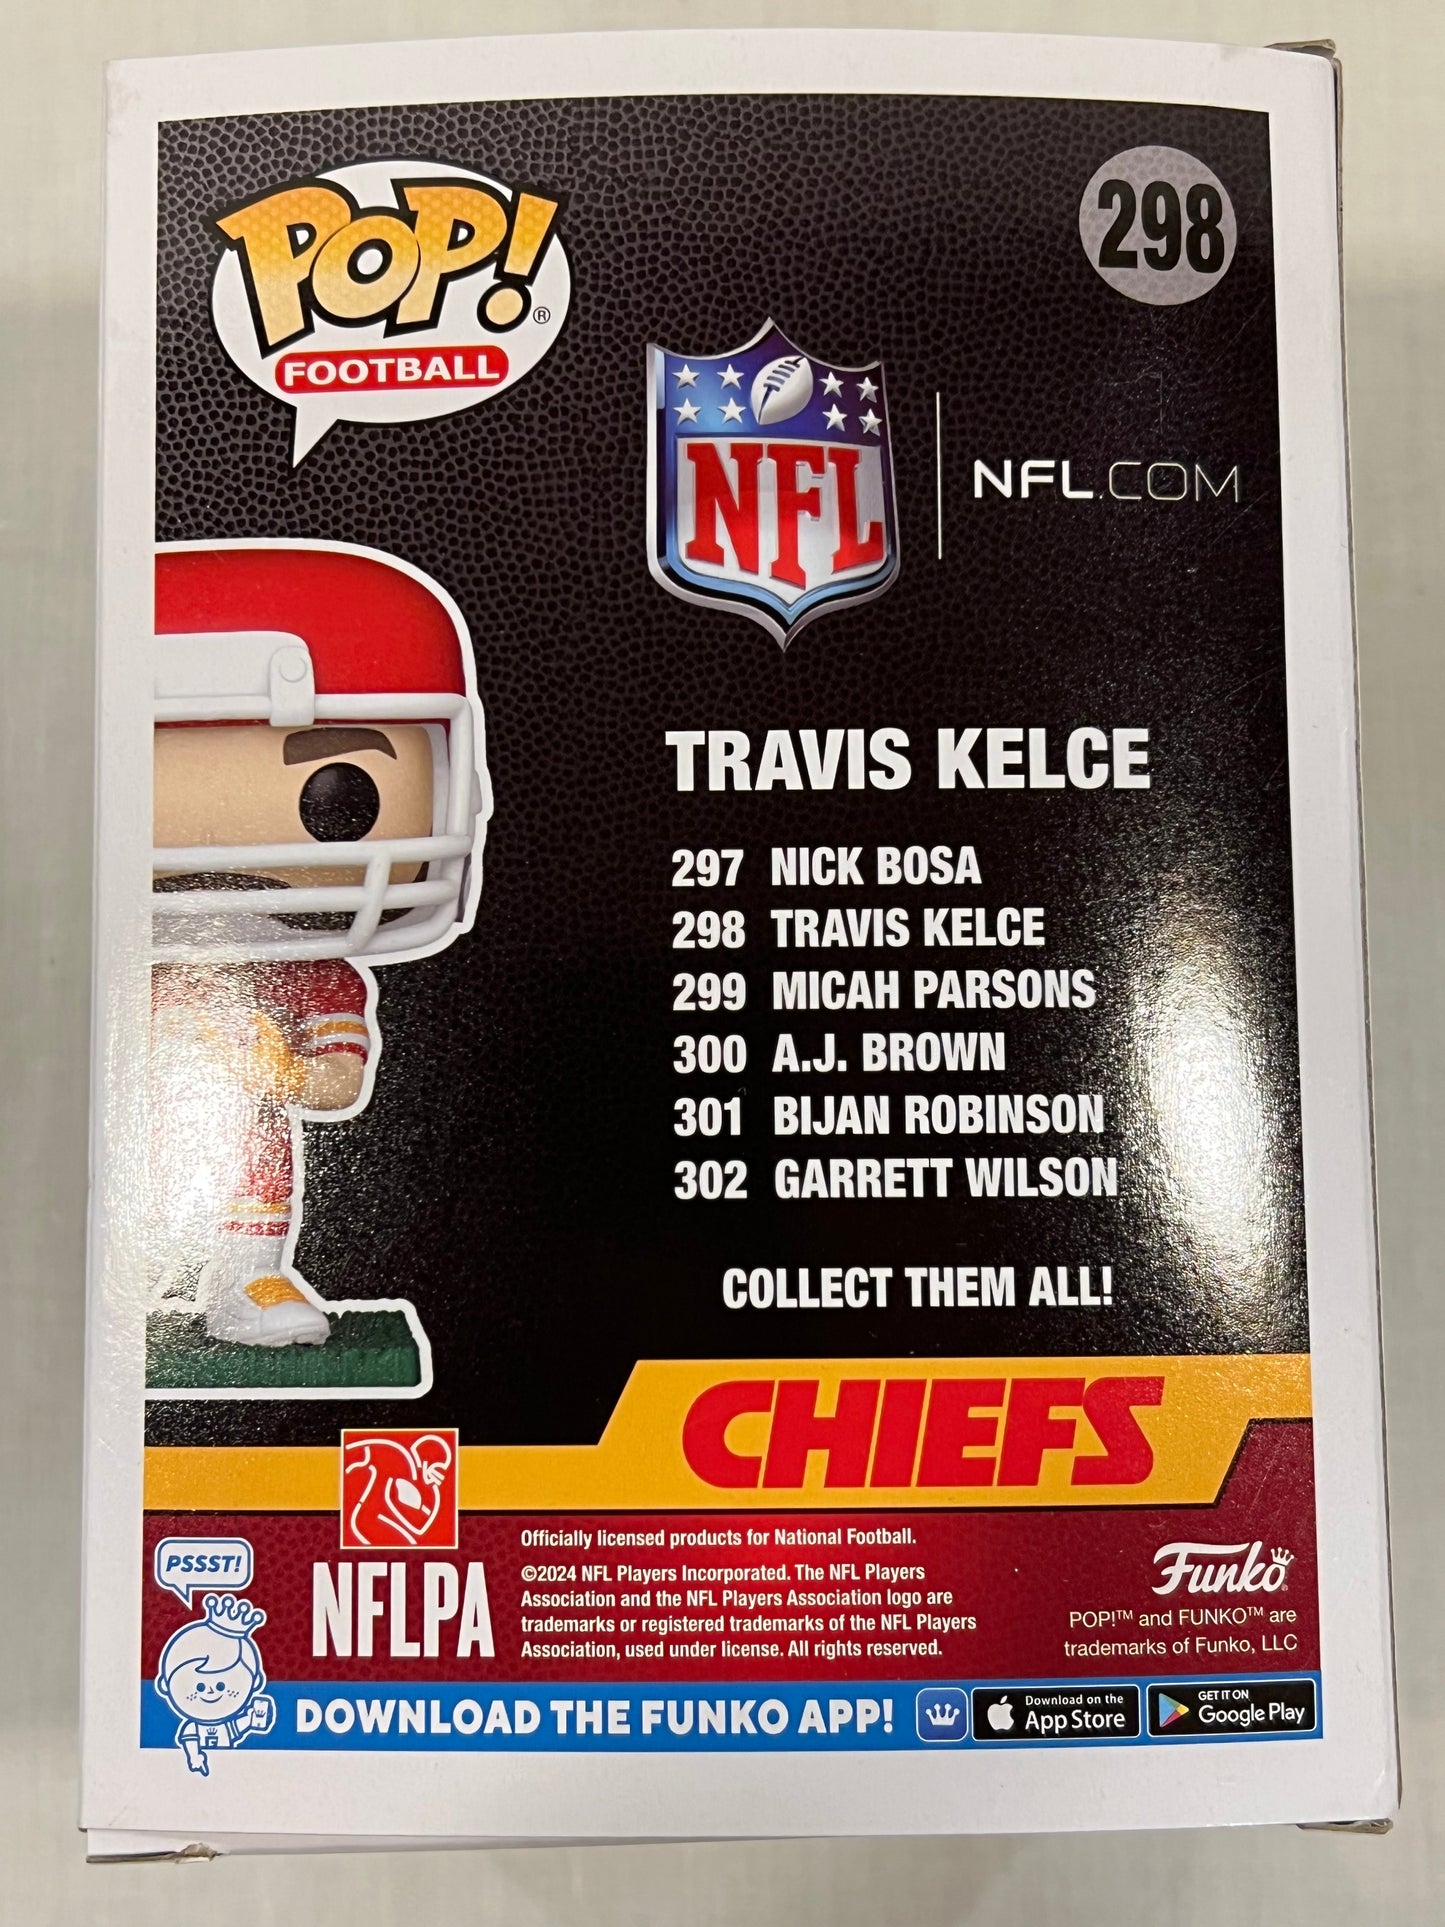 POP!®
FOOTBALL
298
NFL
NFL.COM
TRAVIS KELCE
297 NICK BOSA
298 TRAVIS KELCE
299 MICAH PARSONS
300 A.J. BROWN
301 BIJAN ROBINSON
302 GARRETT WILSON
COLLECT THEM ALL!
CHIEFS
NFLPA
Officially licensed products for National Football.
©2024 NFL Players Incorporated. The NFL Players
Association and the NFL Players Association logo are
trademarks or registered trademarks of the NFL Players
Association, used under license. All rights reserved.
Funko
POP!™ and FUNKO™ are
trademarks of Funko, LLC
PSSST!
DOWNLOAD THE FUNKO APP!
Download on the
App Store
GET IT ON
Google Play